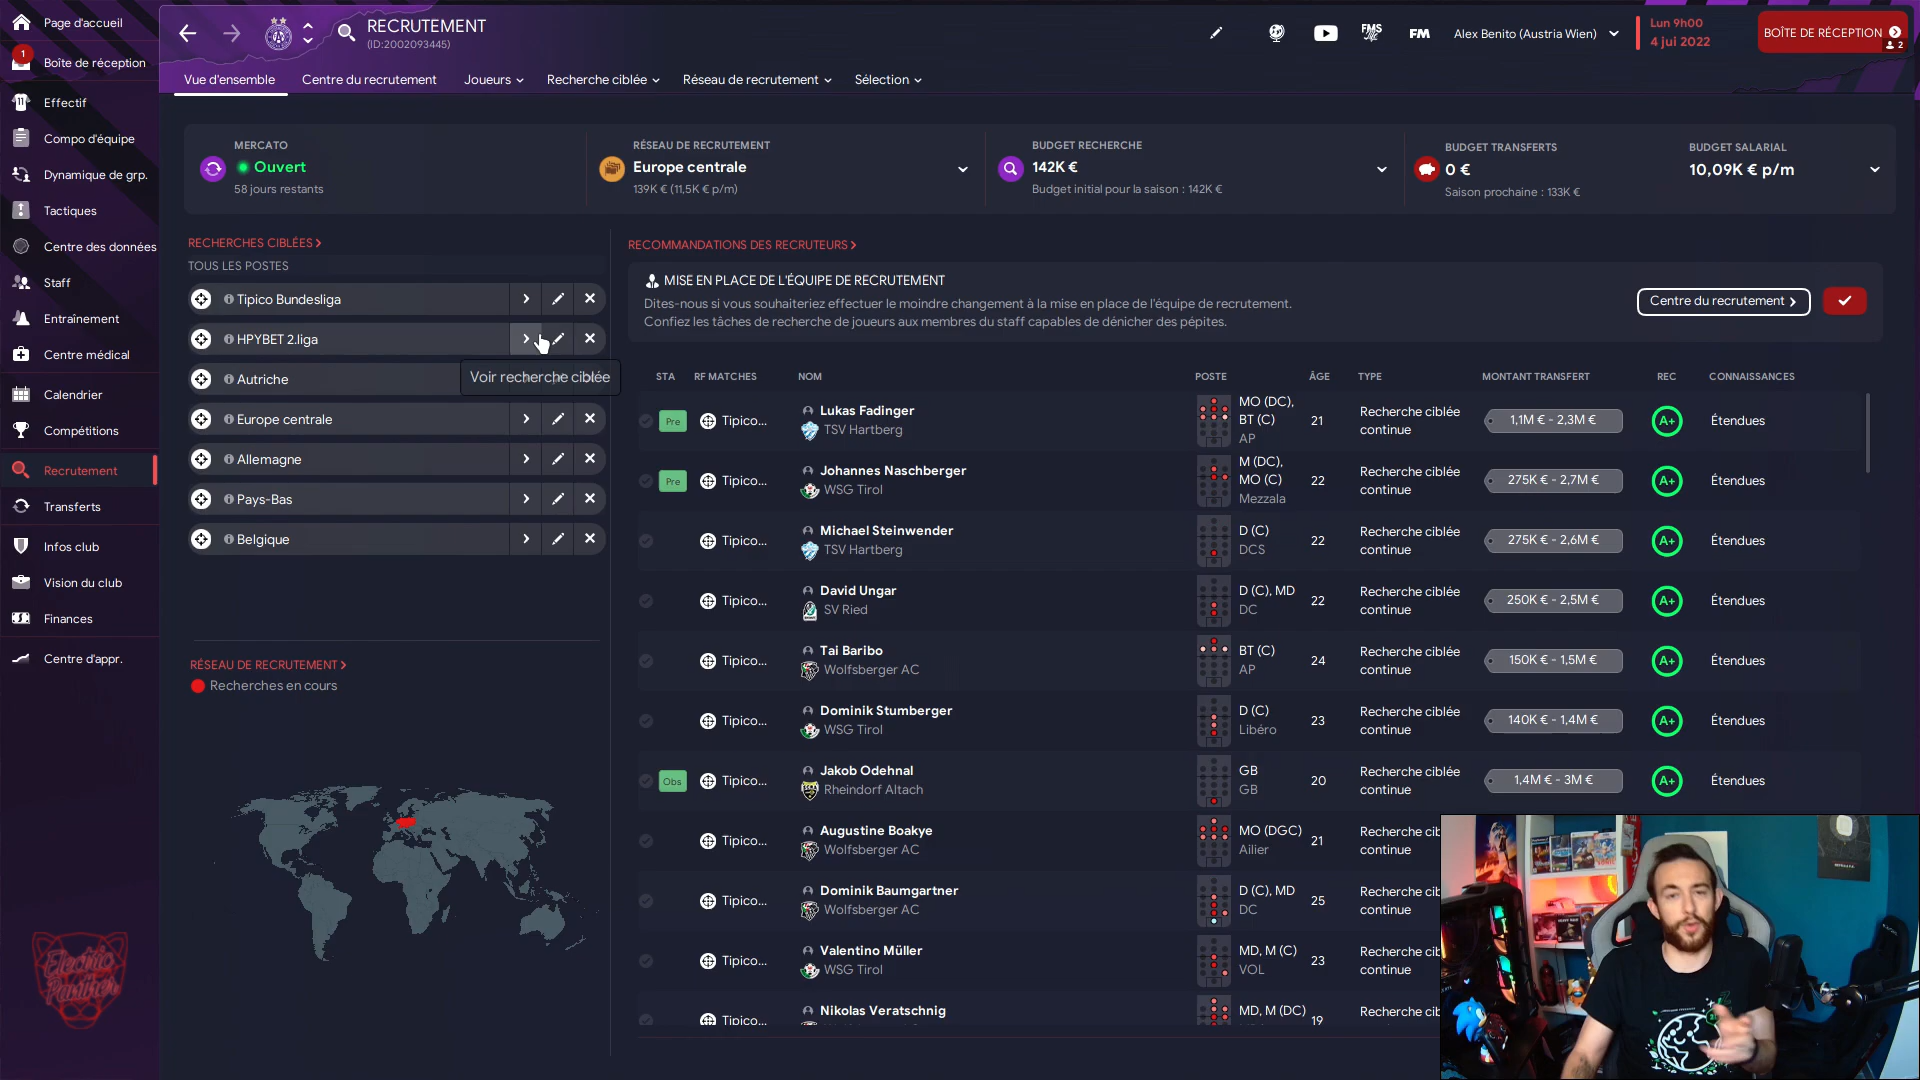 Page d'accueil
1
Boîte de réception
Effectif
Compo d'équipe
Dynamique de grp.
Tactiques
Centre des données
Staff
Entraînement
Centre médical
Calendrier
Compétitions
Recrutement
Transferts
Infos club
Vision du club
Finances
Centre d'appr.
Electric Panther
RECRUTEMENT
(ID:2002093445)
FMS
FM
Alex Benito (Austria Wien)
Lun 9h00
4 jui 2022
BOÎTE DE RÉCEPTION
2
Vue d'ensemble
Centre du recrutement
Joueurs
Recherche ciblée
Réseau de recrutement
Sélection
MERCATO
Ouvert
58 jours restants
RÉSEAU DE RECRUTEMENT
Europe centrale
139K € (11,5K € p/m)
BUDGET RECHERCHE
142K €
Budget initial pour la saison : 142K €
BUDGET TRANSFERTS
0 €
Saison prochaine : 133K €
BUDGET SALARIAL
10,09K € p/m
RECHERCHES CIBLÉES
TOUS LES POSTES
Tipico Bundesliga
HPYBET 2.liga
Autriche
Voir recherche ciblée
Europe centrale
Allemagne
Pays-Bas
Belgique
RÉSEAU DE RECRUTEMENT
Recherches en cours
RECOMMANDATIONS DES RECRUTEURS
MISE EN PLACE DE L'ÉQUIPE DE RECRUTEMENT
Dites-nous si vous souhaiteriez effectuer le moindre changement à la mise en place de l'équipe de recrutement.
Confiez les tâches de recherche de joueurs aux membres du staff capables de dénicher des pépites.
Centre du recrutement
STA RF MATCHES NOM POSTE ÂGE TYPE MONTANT TRANSFERT REC CONNAISSANCES
Pre Tipico... Lukas Fadinger TSV Hartberg MO (DC), BT (C) AP 21 Recherche ciblée continue 1,1M € - 2,3M € A+ Étendues
Pre Tipico... Johannes Naschberger WSG Tirol M (DC), MO (C) Mezzala 22 Recherche ciblée continue 275K € - 2,7M € A+ Étendues
Tipico... Michael Steinwender TSV Hartberg D (C) DCS 22 Recherche ciblée continue 275K € - 2,6M € A+ Étendues
Tipico... David Ungar SV Ried D (C), MD DC 22 Recherche ciblée continue 250K € - 2,5M € A+ Étendues
Tipico... Tai Baribo Wolfsberger AC BT (C) AP 24 Recherche ciblée continue 150K € - 1,5M € A+ Étendues
Tipico... Dominik Stumberger WSG Tirol D (C) Libéro 23 Recherche ciblée continue 140K € - 1,4M € A+ Étendues
Obs Tipico... Jakob Odehnal Rheindorf Altach GB GB 20 Recherche ciblée continue 1,4M € - 3M € A+ Étendues
Tipico... Augustine Boakye Wolfsberger AC MO (DGC) Ailier 21 Recherche ciblée continue
Tipico... Dominik Baumgartner Wolfsberger AC D (C), MD DC 25 Recherche ciblée continue
Tipico... Valentino Müller WSG Tirol MD, M (C) VOL 23 Recherche ciblée continue
Tipico... Nikolas Veratschnig MD, M (DC) 19 Recherche